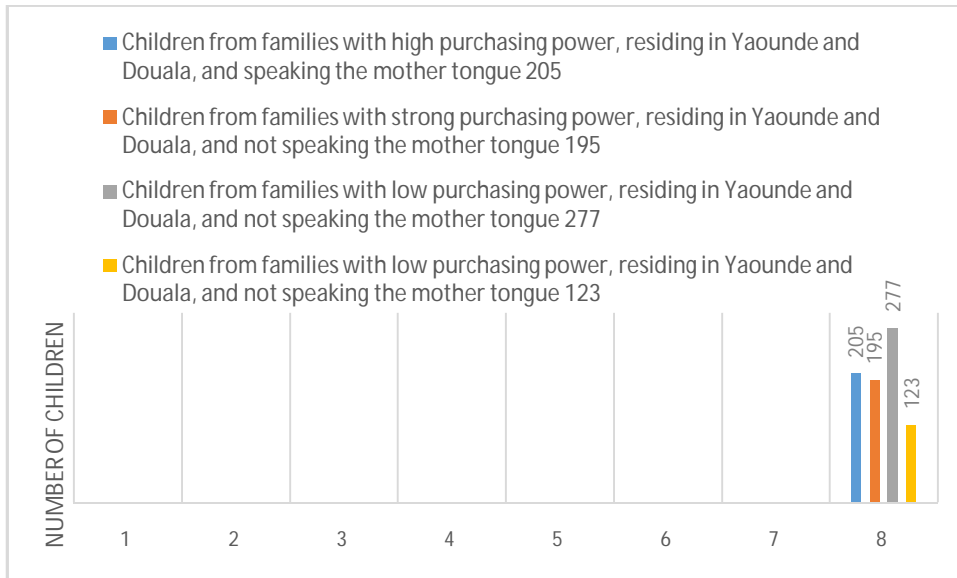 Children from families with high purchasing power, residing in Yaounde and
Douala, and speaking the mother tongue 205
Children from families with strong purchasing power, residing in Yaounde and
Douala, and not speaking the mother tongue 195
Children from families with low purchasing power, residing in Yaounde and
Douala, and not speaking the mother tongue 277
Children from families with low purchasing power, residing in Yaounde and
Douala, and not speaking the mother tongue 123
NUMBER OF CHILDREN
205
195
277
123
1 2 3 4 5 6 7 8